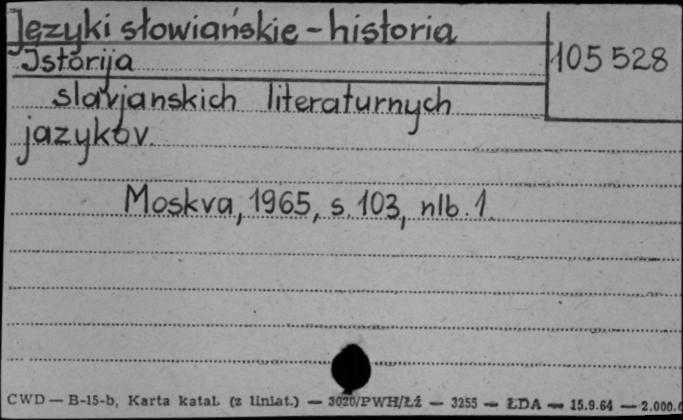 Języki słowiańskie - historia
105 528
Istorija
slavjanskich literaturnych
jazykov.
Moskva, 1965, s. 103, nlb. 1.
CWD — B-15-b, Karta katal. (z liniat.) — 3020/PWH/Łź — 3255 — ŁDA — 15.9.64 — 2.000.